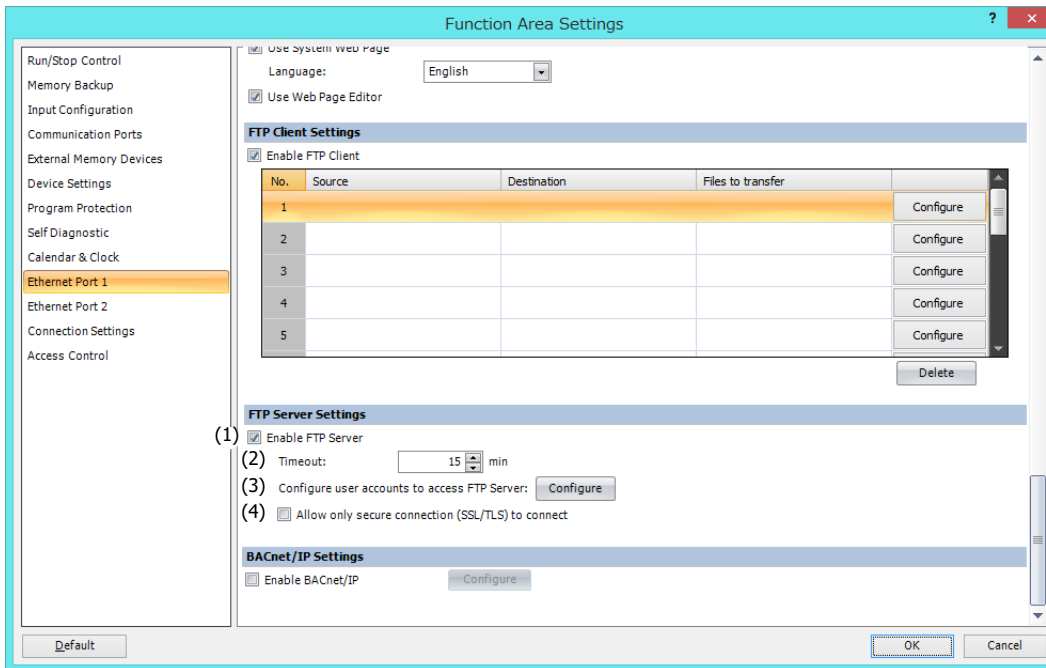 Function Area Settings
?
Run/Stop Control
Memory Backup
Input Configuration
Communication Ports
External Memory Devices
Device Settings
Program Protection
Self Diagnostic
Calendar & Clock
Ethernet Port 1
Ethernet Port 2
Connection Settings
Access Control
Use System Web Page
Language: English
Use Web Page Editor
FTP Client Settings
Enable FTP Client
No. Source Destination Files to transfer
1 Configure
2 Configure
3 Configure
4 Configure
5 Configure
Delete
FTP Server Settings
(1) Enable FTP Server
(2) Timeout: 15 min
(3) Configure user accounts to access FTP Server: Configure
(4) Allow only secure connection (SSL/TLS) to connect
BACnet/IP Settings
Enable BACnet/IP Configure
Default OK Cancel